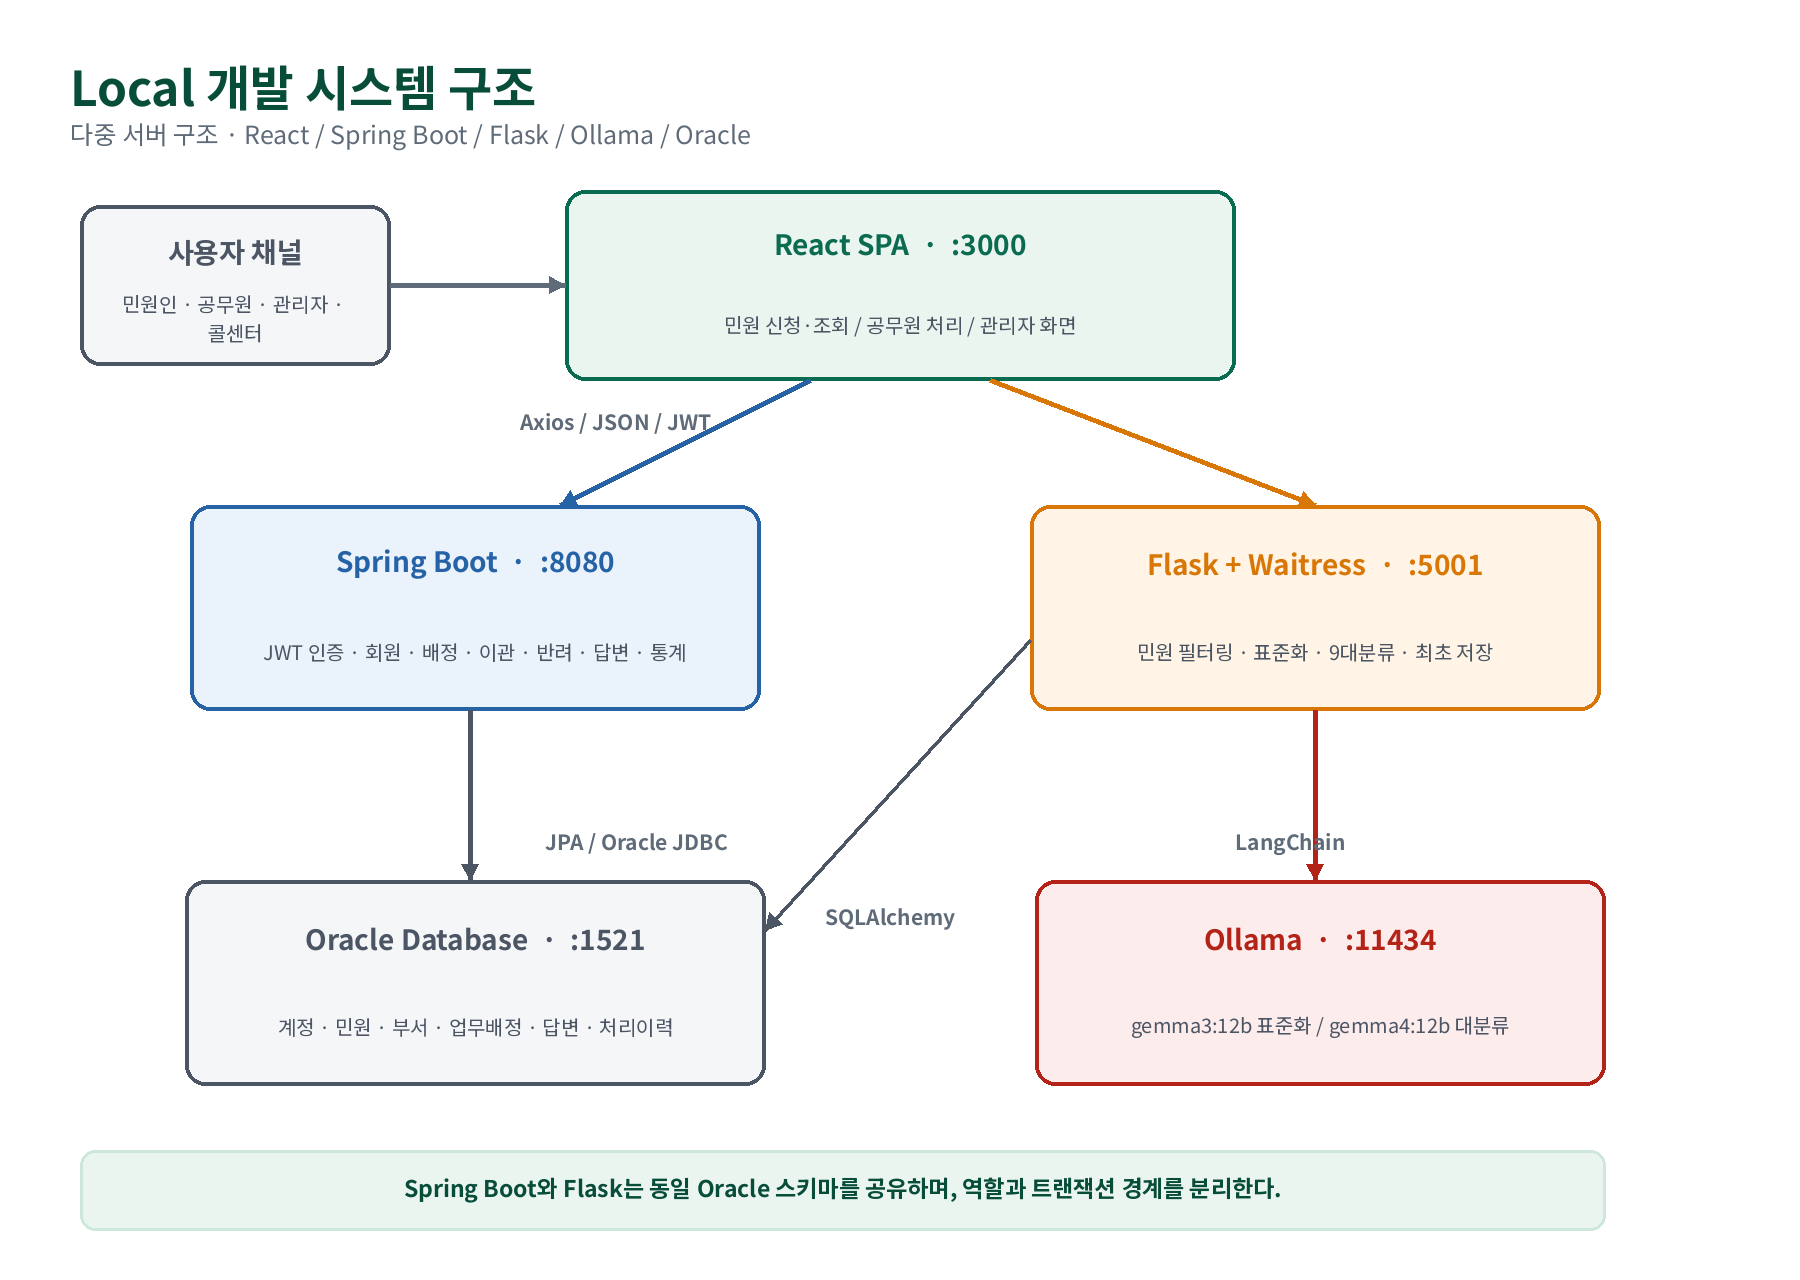 Local 개발 시스템 구조
다중 서버 구조 · React / Spring Boot / Flask / Ollama / Oracle
사용자 채널
민원인 · 공무원 · 관리자 ·
콜센터
React SPA · :3000
민원 신청·조회 / 공무원 처리 / 관리자 화면
Axios / JSON / JWT
Spring Boot · :8080
JWT 인증 · 회원 · 배정 · 이관 · 반려 · 답변 · 통계
Flask + Waitress · :5001
민원 필터링 · 표준화 · 9대분류 · 최초 저장
JPA / Oracle JDBC
LangChain
SQLAlchemy
Oracle Database · :1521
계정 · 민원 · 부서 · 업무배정 · 답변 · 처리이력
Ollama · :11434
gemma3:12b 표준화 / gemma4:12b 대분류
Spring Boot와 Flask는 동일 Oracle 스키마를 공유하며, 역할과 트랜잭션 경계를 분리한다.